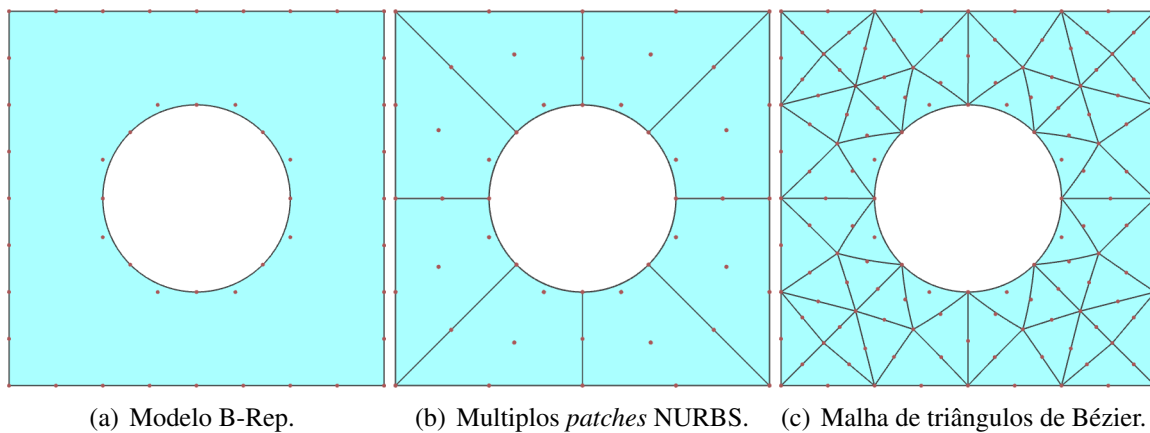 (a) Modelo B-Rep.
(b) Multiplos patches NURBS.
(c) Malha de triângulos de Bézier.